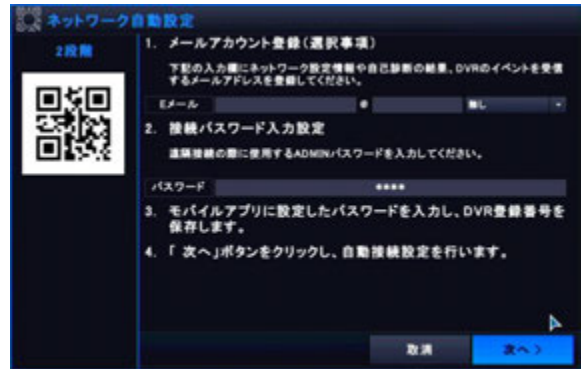 ネットワーク自動設定
2段階
1. メールアカウント登録(選択事項)
下記の入力欄にネットワーク設定情報や自己診断の結果、DVRのイベントを受信
するメールアドレスを登録してください。
Eメール @ 無し
2. 接続パスワード入力設定
遠隔接続の際に使用するADMINパスワードを入力してください。
パスワード ****
3. モバイルアプリに設定したパスワードを入力し、DVR登録番号を
保存します。
4. 「 次へ」ボタンをクリックし、自動接続設定を行います。
取消 次へ >